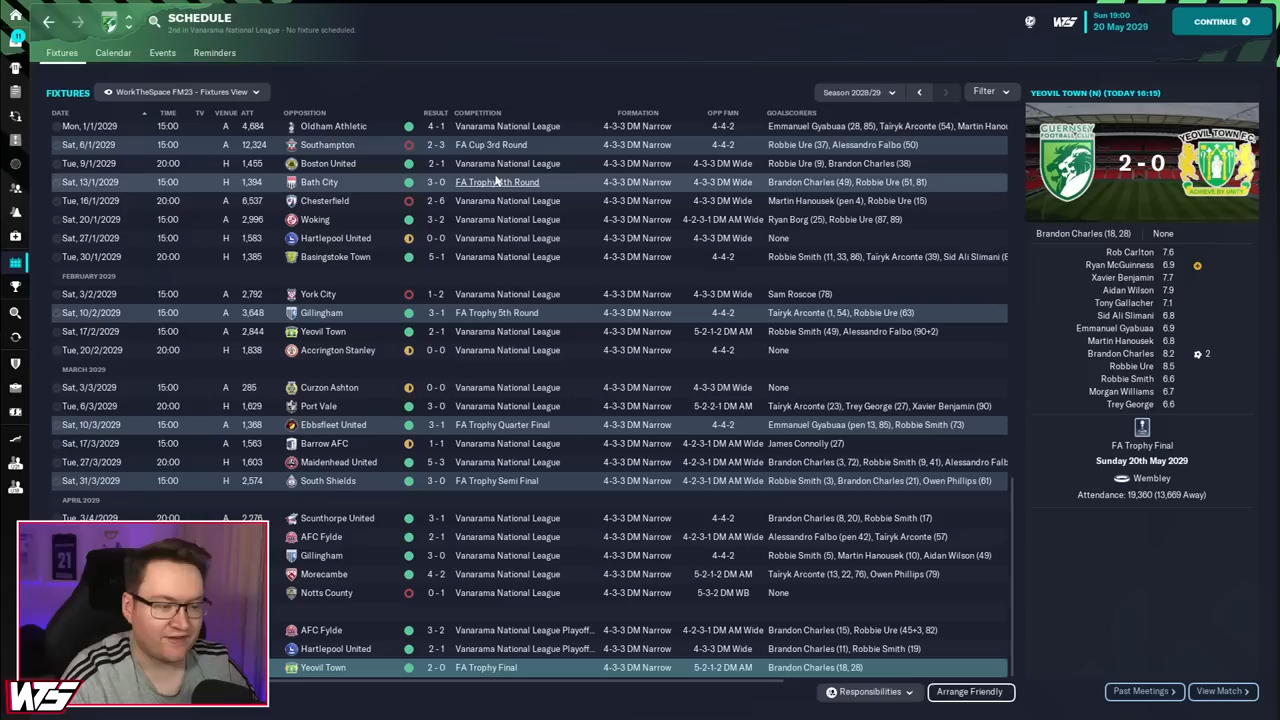 SCHEDULE
2nd in Vanarama National League - No fixture scheduled.
Sun 19:00
20 May 2029
CONTINUE
11
Fixtures Calendar Events Reminders
FIXTURES WorkTheSpace FM23 - Fixtures View Season 2028/29 Filter
DATE TIME TV VENUE ATT OPPOSITION RESULT COMPETITION FORMATION OPP FMN GOALSCORERS
Mon, 1/1/2029 15:00 A 4,684 Oldham Athletic 4 - 1 Vanarama National League 4-3-3 DM Narrow 4-4-2 Emmanuel Gyabuaa (28, 85), Tairyk Arconte (54), Martin Hanou
Sat, 6/1/2029 15:00 A 12,324 Southampton 2 - 3 FA Cup 3rd Round 4-3-3 DM Narrow 4-4-2 Robbie Ure (37), Alessandro Falbo (50)
Tue, 9/1/2029 20:00 H 1,455 Boston United 2 - 1 Vanarama National League 4-3-3 DM Narrow 4-3-3 DM Wide Robbie Ure (9), Brandon Charles (38)
Sat, 13/1/2029 15:00 H 1,394 Bath City 3 - 0 FA Trophy 4th Round 4-3-3 DM Narrow 4-3-3 DM Wide Brandon Charles (49), Robbie Ure (51, 81)
Tue, 16/1/2029 20:00 A 6,537 Chesterfield 2 - 6 Vanarama National League 4-3-3 DM Narrow 4-3-3 DM Wide Martin Hanousek (pen 4), Robbie Ure (15)
Sat, 20/1/2029 15:00 A 2,996 Woking 3 - 2 Vanarama National League 4-3-3 DM Narrow 4-2-3-1 DM AM Wide Ryan Borg (25), Robbie Ure (87, 89)
Sat, 27/1/2029 15:00 H 1,583 Hartlepool United 0 - 0 Vanarama National League 4-3-3 DM Narrow 4-3-3 DM Wide None
Tue, 30/1/2029 20:00 H 1,385 Basingstoke Town 5 - 1 Vanarama National League 4-3-3 DM Narrow 4-4-2 Robbie Smith (11, 33, 86), Tairyk Arconte (39), Sid Ali Slimani (8
FEBRUARY 2029
Sat, 3/2/2029 15:00 A 2,792 York City 1 - 2 Vanarama National League 4-3-3 DM Narrow 4-3-3 DM Wide Sam Roscoe (78)
Sat, 10/2/2029 15:00 A 3,648 Gillingham 3 - 1 FA Trophy 5th Round 4-3-3 DM Narrow 4-4-2 Tairyk Arconte (1, 54), Robbie Ure (63)
Sat, 17/2/2029 15:00 A 2,844 Yeovil Town 2 - 1 Vanarama National League 4-3-3 DM Narrow 5-2-1-2 DM AM Robbie Smith (49), Alessandro Falbo (90+2)
Tue, 20/2/2029 20:00 H 1,838 Accrington Stanley 0 - 0 Vanarama National League 4-3-3 DM Narrow 4-4-2 None
MARCH 2029
Sat, 3/3/2029 15:00 A 285 Curzon Ashton 0 - 0 Vanarama National League 4-3-3 DM Narrow 4-4-2 None
Tue, 6/3/2029 20:00 H 1,629 Port Vale 3 - 0 Vanarama National League 4-3-3 DM Narrow 5-2-2-1 DM AM Tairyk Arconte (23), Trey George (27), Xavier Benjamin (90)
Sat, 10/3/2029 15:00 A 1,368 Ebbsfleet United 3 - 1 FA Trophy Quarter Final 4-3-3 DM Narrow 4-4-2 Emmanuel Gyabuaa (pen 13, 85), Robbie Smith (73)
Sat, 17/3/2029 15:00 A 1,563 Barrow AFC 1 - 1 Vanarama National League 4-3-3 DM Narrow 4-2-3-1 DM AM Wide James Connolly (27)
Tue, 27/3/2029 20:00 H 1,603 Maidenhead United 5 - 3 Vanarama National League 4-3-3 DM Narrow 4-2-3-1 DM AM Wide Brandon Charles (3, 72), Robbie Smith (9, 41), Alessandro Falb
Sat, 31/3/2029 15:00 H 2,574 South Shields 3 - 0 FA Trophy Semi Final 4-3-3 DM Narrow 4-3-3 DM Wide Robbie Smith (3), Brandon Charles (21), Owen Phillips (61)
APRIL 2029
Tue, 3/4/2029 20:00 A 2,276 Scunthorpe United 3 - 1 Vanarama National League 4-3-3 DM Narrow 4-4-2 Brandon Charles (8, 20), Robbie Smith (17)
AFC Fylde 2 - 1 Vanarama National League 4-3-3 DM Narrow 4-2-3-1 DM AM Wide Alessandro Falbo (pen 42), Tairyk Arconte (57)
Gillingham 3 - 0 Vanarama National League 4-3-3 DM Narrow 4-4-2 Robbie Smith (5), Martin Hanousek (10), Aidan Wilson (49)
Morecambe 4 - 2 Vanarama National League 4-3-3 DM Narrow 5-2-1-2 DM AM Tairyk Arconte (13, 22, 76), Owen Phillips (79)
Notts County 0 - 1 Vanarama National League 4-3-3 DM Narrow 5-3-2 DM WB None
AFC Fylde 3 - 2 Vanarama National League Playoff... 4-3-3 DM Narrow 4-2-3-1 DM AM Wide Brandon Charles (15), Robbie Ure (45+3, 82)
Hartlepool United 2 - 1 Vanarama National League Playoff... 4-3-3 DM Narrow 4-3-3 DM Wide Brandon Charles (11), Robbie Smith (19)
Yeovil Town 2 - 0 FA Trophy Final 4-3-3 DM Narrow 5-2-1-2 DM AM Brandon Charles (18, 28)
Responsibilities Arrange Friendly
YEOVIL TOWN (N) (TODAY 16:15)
GUERNSEY
FOOTBALL CLUB
YEOVIL TOWN F.C.
ACHIEVE BY UNITY
2 - 0
Brandon Charles (18, 28) None
Rob Carlton 7.6
Ryan McGuinness 6.9
Xavier Benjamin 7.7
Aidan Wilson 7.9
Tony Gallacher 7.1
Sid Ali Slimani 6.8
Emmanuel Gyabuaa 6.9
Martin Hanousek 6.8
Brandon Charles 8.2 2
Robbie Ure 8.5
Robbie Smith 6.6
Morgan Williams 6.7
Trey George 6.6
FA Trophy Final
Sunday 20th May 2029
Wembley
Attendance: 19,360 (13,669 Away)
Past Meetings View Match
21
WTS